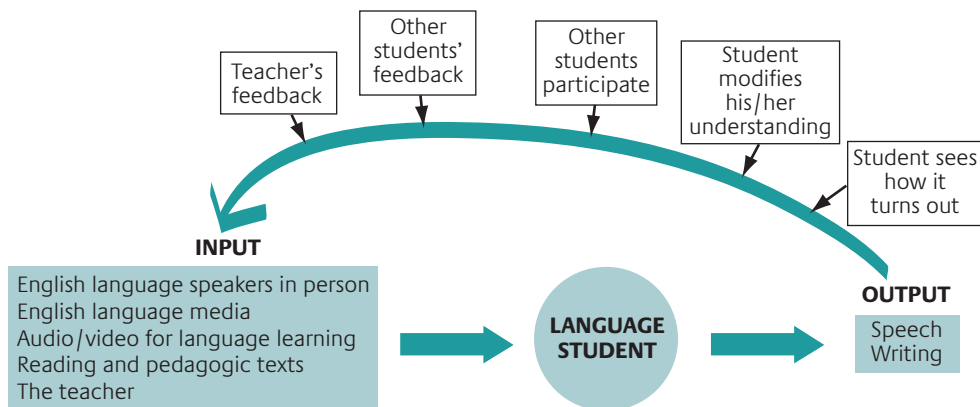 Teacher's
feedback
Other
students'
feedback
Other
students
participate
Student
modifies
his/her
understanding
Student sees
how it
turns out
INPUT
English language speakers in person
English language media
Audio/video for language learning
Reading and pedagogic texts
The teacher
LANGUAGE
STUDENT
OUTPUT
Speech
Writing